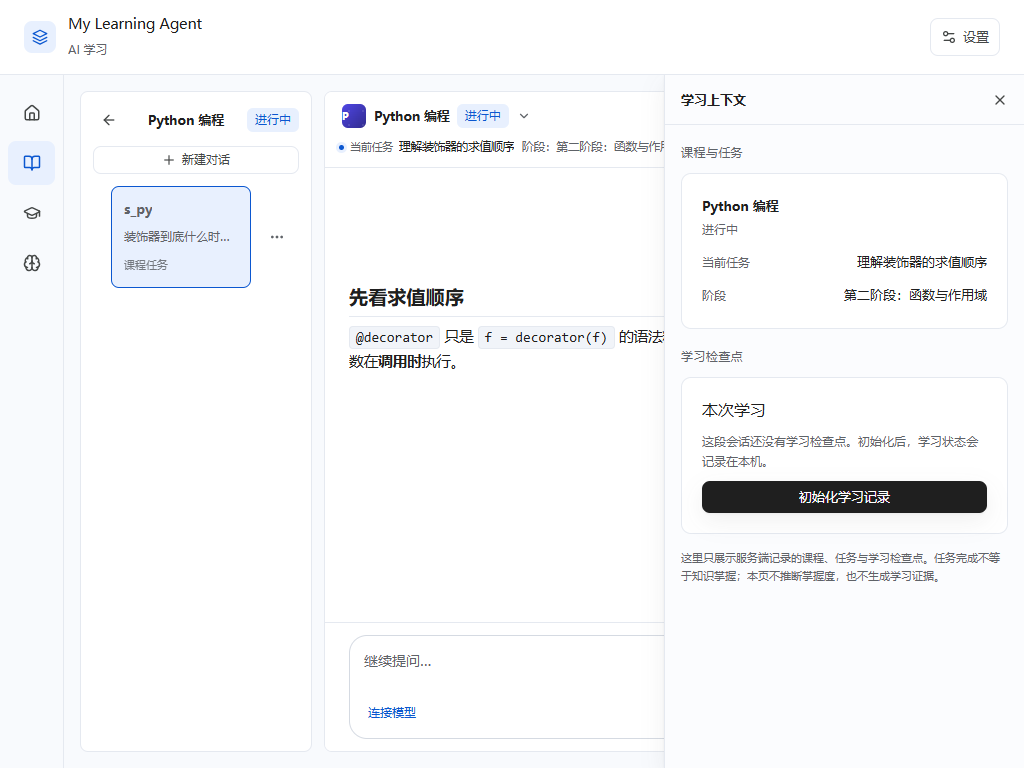 My Learning Agent
AI 学习
设置
Python 编程
进行中
+ 新建对话
s_py
装饰器到底什么时...
课程任务
P
Python 编程
进行中
当前任务 理解装饰器的求值顺序 阶段：第二阶段：函数与作用
先看求值顺序
@decorator 只是 f = decorator(f) 的语法
数在调用时执行。
继续提问...
连接模型
学习上下文
课程与任务
Python 编程
进行中
当前任务 理解装饰器的求值顺序
阶段 第二阶段：函数与作用域
学习检查点
本次学习
这段会话还没有学习检查点。初始化后，学习状态会
记录在本机。
初始化学习记录
这里只展示服务端记录的课程、任务与学习检查点。任务完成不等
于知识掌握；本页不推断掌握度，也不生成学习证据。